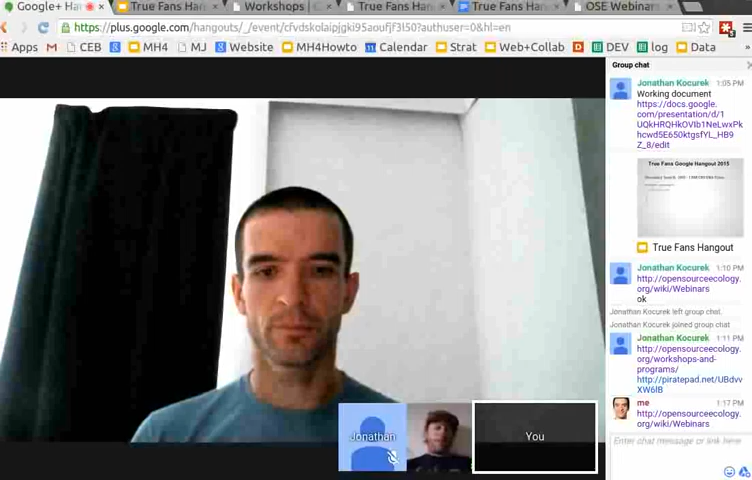 Google+ Ha
True Fans Han
Workshops |
True Fans Hang
True Fans Han
OSE Webinars
https://plus.google.com/hangouts/_/event/cfvdskolaipjgki95aoufjf3l50?authuser=0&hl=en
Apps M CEB MH4 MJ Website MH4Howto Calendar Strat Web+Collab D DEV log Data
Group chat
Jonathan Kocurek 1:05 PM
Working document
https://docs.google.
com/presentation/d/1
UQkHRQHkOVIb1NeLwxPk
hcwd5E650ktgsfYL_HB9
Z_8/edit
True Fans Google Hangout 2015
True Fans Hangout
Jonathan Kocurek 1:10 PM
http://opensourceecology.
org/wiki/Webinars
ok
Jonathan Kocurek left group chat.
Jonathan Kocurek joined group chat
Jonathan Kocurek 1:11 PM
http://opensourceecology.
org/workshops-and-
programs/
http://piratepad.net/UBdvv
XW6lB
me 1:17 PM
http://opensourceecology.
org/wiki/Webinars
Enter chat message or link here
Jonathan
You